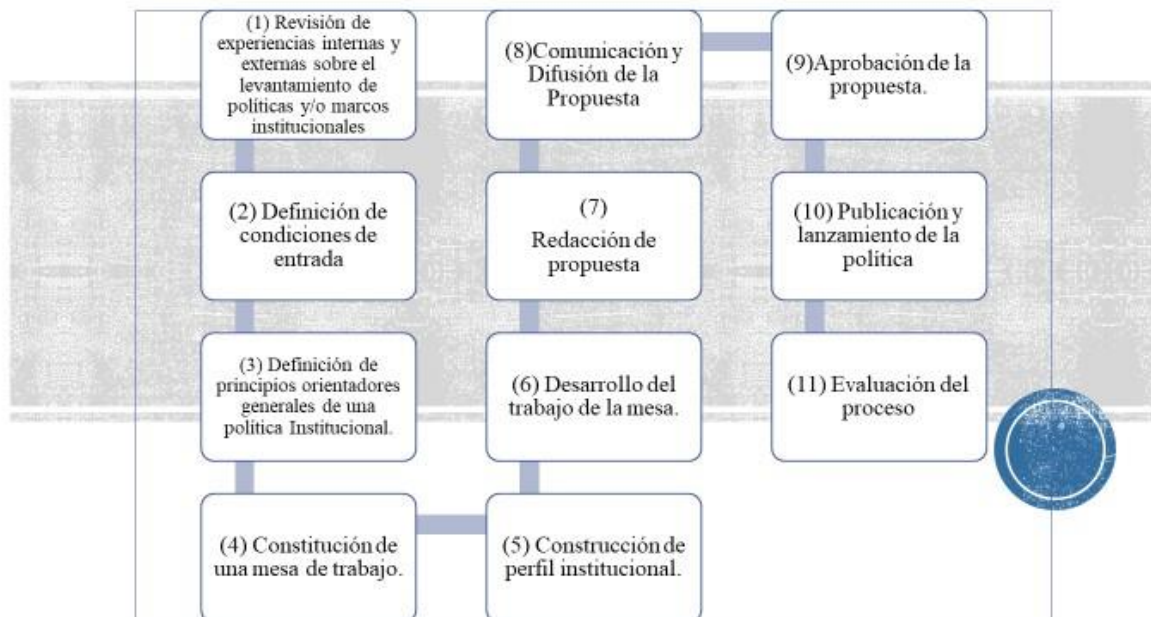 (1) Revisión de
experiencias internas y
externas sobre el
levantamiento de
políticas y/o marcos
institucionales
(2) Definición de
condiciones de
entrada
(3) Definición de
principios orientadores
generales de una
política Institucional.
(4) Constitución de
una mesa de trabajo.
(5) Construcción de
perfil institucional.
(6) Desarrollo del
trabajo de la mesa.
(7)
Redacción de
propuesta
(8)Comunicación y
Difusión de la
Propuesta
(9)Aprobación de la
propuesta.
(10) Publicación y
lanzamiento de la
política
(11) Evaluación del
proceso